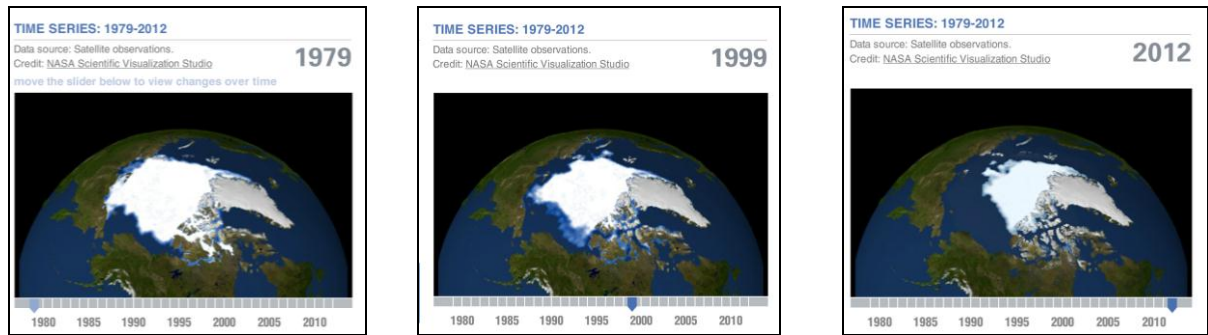 TIME SERIES: 1979-2012
Data source: Satellite observations.
Credit: NASA Scientific Visualization Studio
1979
move the slider below to view changes over time
1980 1985 1990 1995 2000 2005 2010
TIME SERIES: 1979-2012
Data source: Satellite observations.
Credit: NASA Scientific Visualization Studio
1999
1980 1985 1990 1995 2000 2005 2010
TIME SERIES: 1979-2012
Data source: Satellite observations.
Credit: NASA Scientific Visualization Studio
2012
1980 1985 1990 1995 2000 2005 2010